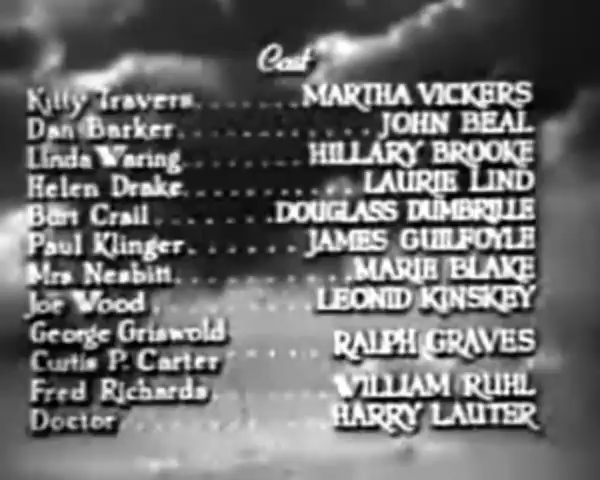 Cast
Kitty Travers.......MARTHA VICKERS
Dan Barker............JOHN BEAL
Linda Waring.......HILLARY BROOKE
Helen Drake...........LAURIE LIND
Burt Crail.......DOUGLASS DUMBRILLE
Paul Klinger.......JAMES GUILFOYLE
Mrs Nesbitt...........MARIE BLAKE
Joe Wood..........LEONID KINSKEY
George Griswold
Curtis P. Carter.....RALPH GRAVES
Fred Richards.......WILLIAM RUHL
Doctor............HARRY LAUTER